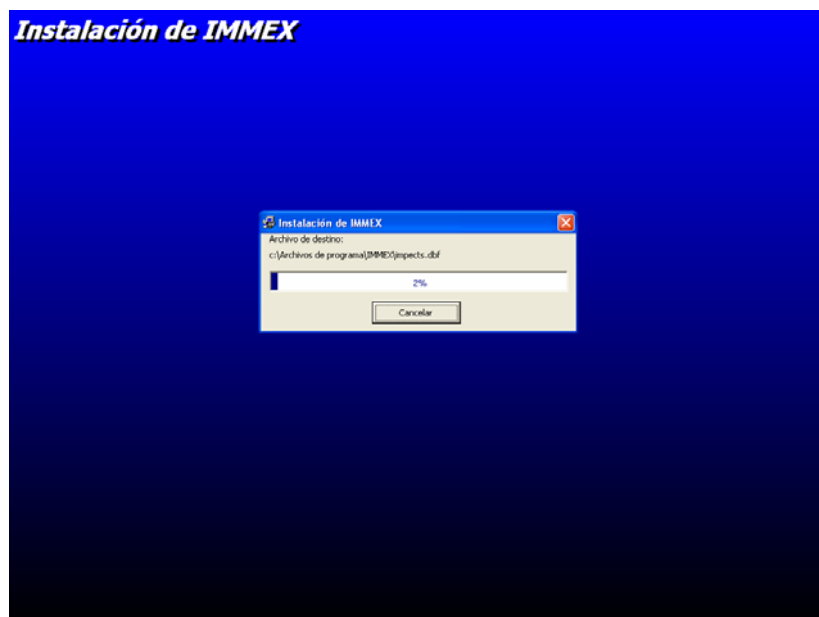 Instalación de IMMEX
Instalación de IMMEX
Archivo de destino:
c:\Archivos de programa\IMMEX\impects.dbf
2%
Cancelar